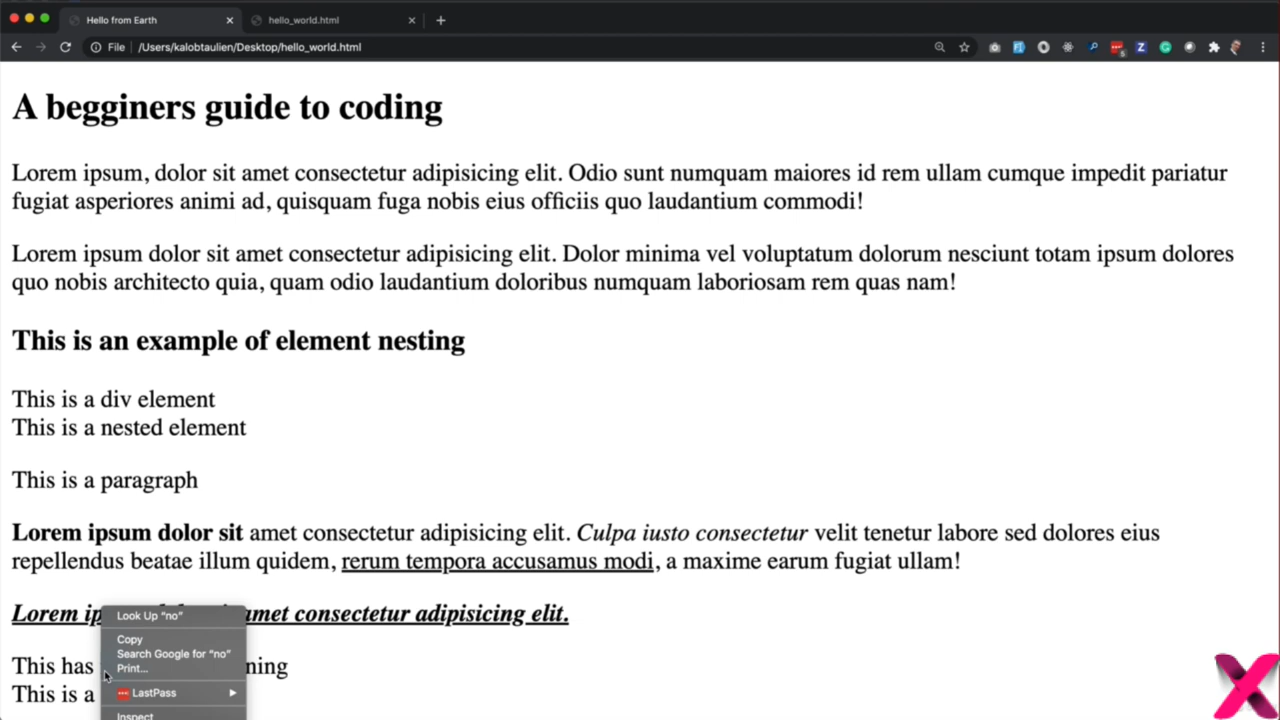 Hello from Earth
hello_world.html
File | /Users/kalobtaulien/Desktop/hello_world.html
A begginers guide to coding
Lorem ipsum, dolor sit amet consectetur adipisicing elit. Odio sunt numquam maiores id rem ullam cumque impedit pariatur
fugiat asperiores animi ad, quisquam fuga nobis eius officiis quo laudantium commodi!
Lorem ipsum dolor sit amet consectetur adipisicing elit. Dolor minima vel voluptatum dolorum nesciunt totam ipsum dolores
quo nobis architecto quia, quam odio laudantium doloribus numquam laboriosam rem quas nam!
This is an example of element nesting
This is a div element
This is a nested element
This is a paragraph
Lorem ipsum dolor sit amet consectetur adipisicing elit. Culpa iusto consectetur velit tenetur labore sed dolores eius
repellendus beatae illum quidem, rerum tempora accusamus modi, a maxime earum fugiat ullam!
Lorem ip amet consectetur adipisicing elit.
This has ning
This is a
Look Up “no”
Copy
Search Google for “no”
Print...
LastPass
Inspect
X